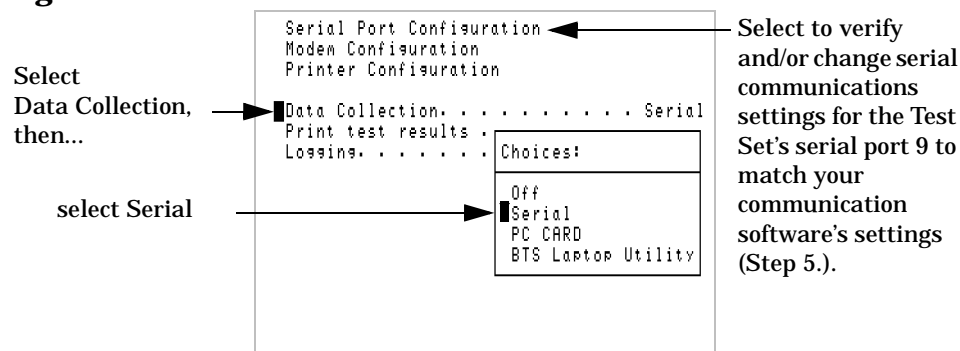 Serial Port Configuration
Modem Configuration
Printer Configuration
Data Collection. . . . . . . . . . Serial
Print test results .
Logging. . . . . . .
Choices:
Off
Serial
PC CARD
BTS Laptop Utility
Select
Data Collection,
then...
select Serial
Select to verify
and/or change serial
communications
settings for the Test
Set's serial port 9 to
match your
communication
software's settings
(Step 5.).